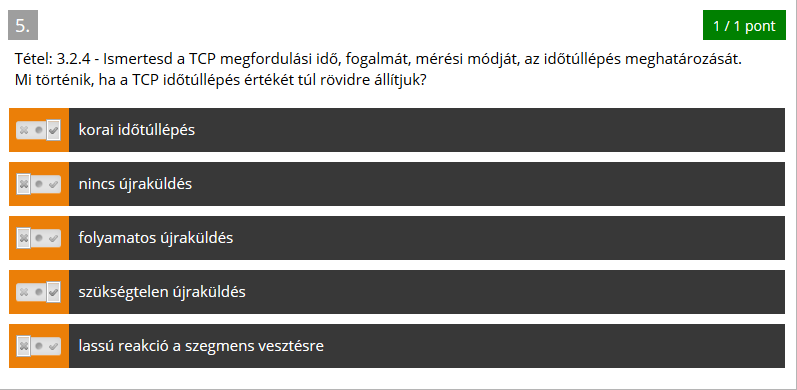 5.
1 / 1 pont
Tétel: 3.2.4 - Ismertesd a TCP megfordulási idő, fogalmát, mérési módját, az időtúllépés meghatározását.
Mi történik, ha a TCP időtúllépés értékét túl rövidre állítjuk?
korai időtúllépés
nincs újraküldés
folyamatos újraküldés
szükségtelen újraküldés
lassú reakció a szegmens vesztésre